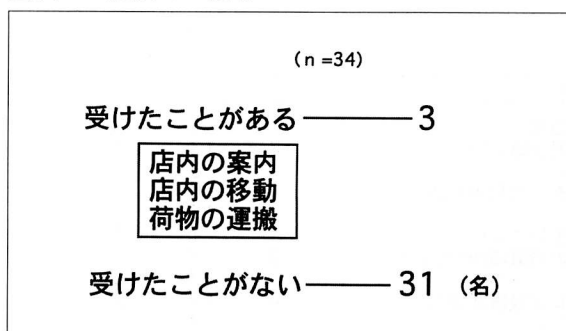 (n=34)
受けたことがある――― 3
店内の案内
店内の移動
荷物の運搬
受けたことがない――― 31 (名)